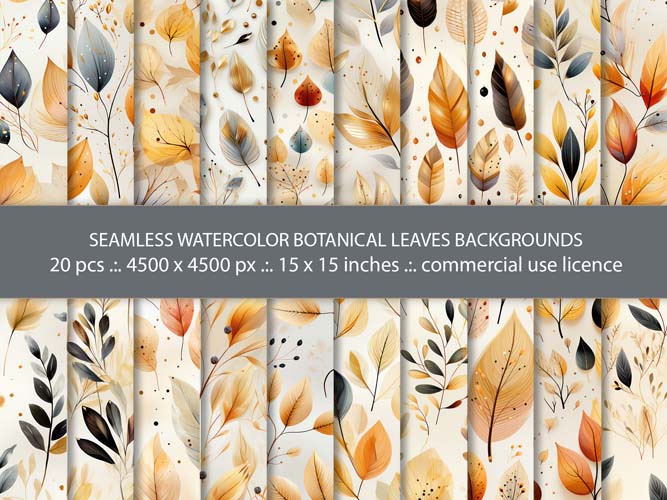 SEAMLESS WATERCOLOR BOTANICAL LEAVES BACKGROUNDS
20 pcs .:. 4500 x 4500 px .:. 15 x 15 inches .:. commercial use licence